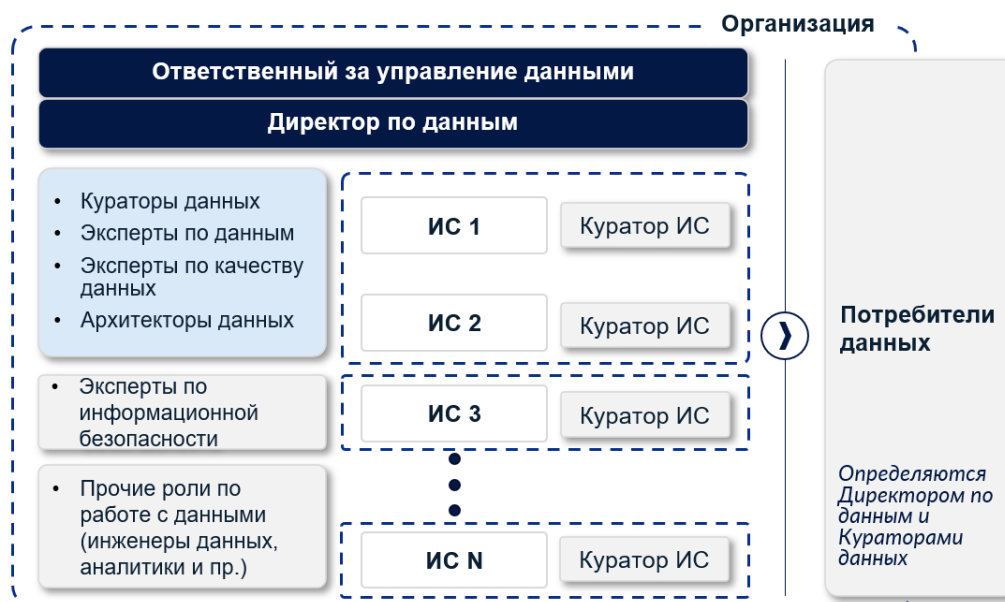 Организация
Ответственный за управление данными
Директор по данным
• Кураторы данных
• Эксперты по данным
• Эксперты по качеству
данных
• Архитекторы данных
• Эксперты по
информационной
безопасности
• Прочие роли по
работе с данными
(инженеры данных,
аналитики и пр.)
ИС 1
Куратор ИС
ИС 2
Куратор ИС
ИС 3
Куратор ИС
ИС N
Куратор ИС
Потребители
данных
Определяются
Директором по
данным и
Кураторами
данных